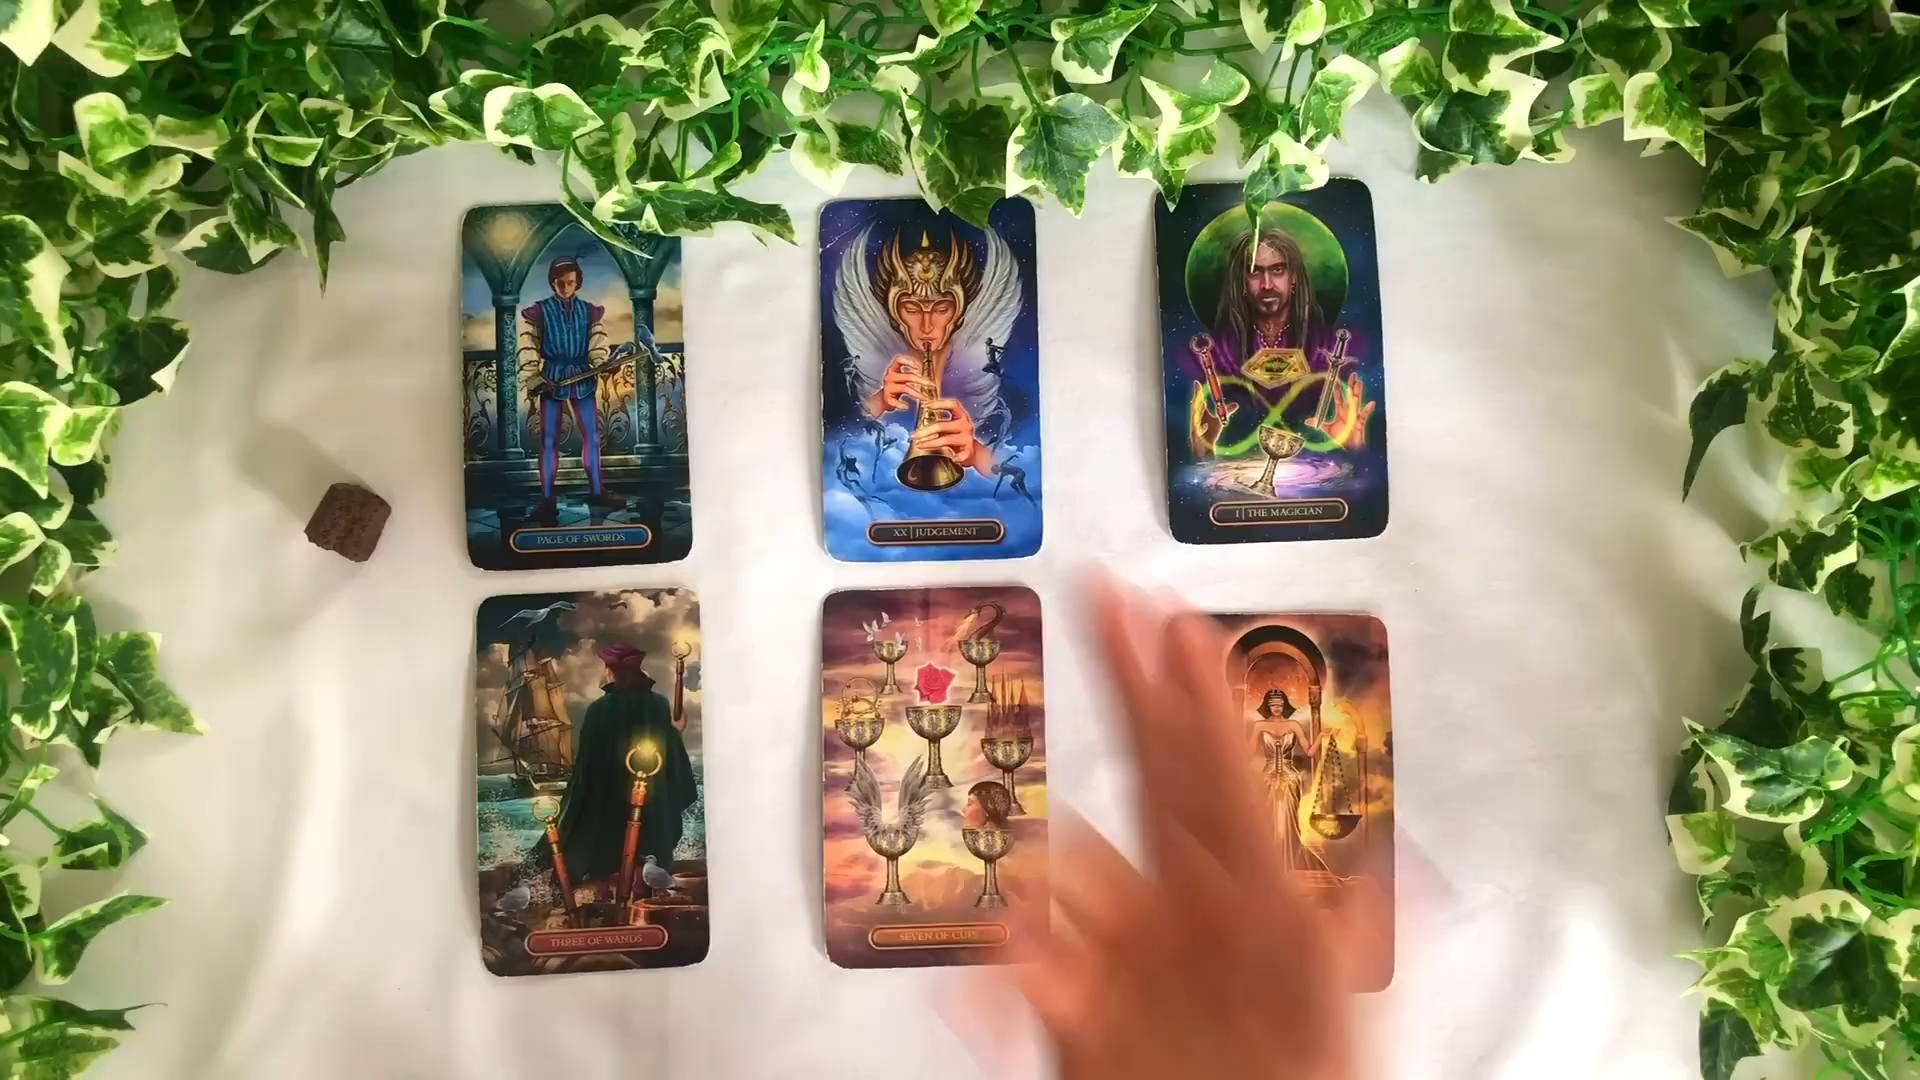 PAGE OF SWORDS
XX | JUDGEMENT
I | THE MAGICIAN
THREE OF WANDS
SEVEN OF CUPS